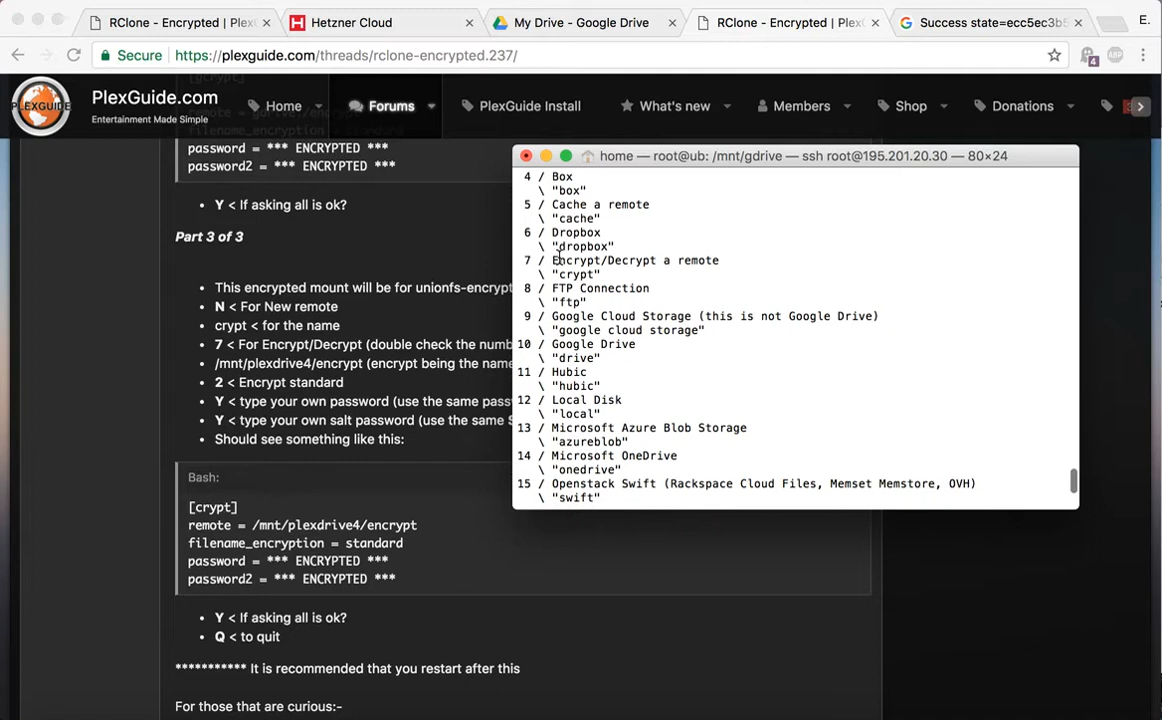 RClone - Encrypted | PlexG
Hetzner Cloud
My Drive - Google Drive
RClone - Encrypted | PlexG
Success state=ecc5ec3b5
E.
Secure
https://plexguide.com/threads/rclone-encrypted.237/
4
ABP
PLEXGUIDE
PlexGuide.com
Entertainment Made Simple
Home
Forums
PlexGuide Install
What's new
Members
Shop
Donations
[gcrypt]
password = *** ENCRYPTED ***
password2 = *** ENCRYPTED ***
Y < If asking all is ok?
Part 3 of 3
This encrypted mount will be for unionfs-encrypt
N < For New remote
crypt < for the name
7 < For Encrypt/Decrypt (double check the numb
/mnt/plexdrive4/encrypt (encrypt being the name
2 < Encrypt standard
Y < type your own password (use the same pass
Y < type your own salt password (use the same S
Should see something like this:
Bash:
[crypt]
remote = /mnt/plexdrive4/encrypt
filename_encryption = standard
password = *** ENCRYPTED ***
password2 = *** ENCRYPTED ***
Y < If asking all is ok?
Q < to quit
*********** It is recommended that you restart after this
For those that are curious:-
home — root@ub: /mnt/gdrive — ssh root@195.201.20.30 — 80×24
4 / Box
\ "box"
5 / Cache a remote
\ "cache"
6 / Dropbox
\ "dropbox"
7 / Encrypt/Decrypt a remote
\ "crypt"
8 / FTP Connection
\ "ftp"
9 / Google Cloud Storage (this is not Google Drive)
\ "google cloud storage"
10 / Google Drive
\ "drive"
11 / Hubic
\ "hubic"
12 / Local Disk
\ "local"
13 / Microsoft Azure Blob Storage
\ "azureblob"
14 / Microsoft OneDrive
\ "onedrive"
15 / Openstack Swift (Rackspace Cloud Files, Memset Memstore, OVH)
\ "swift"